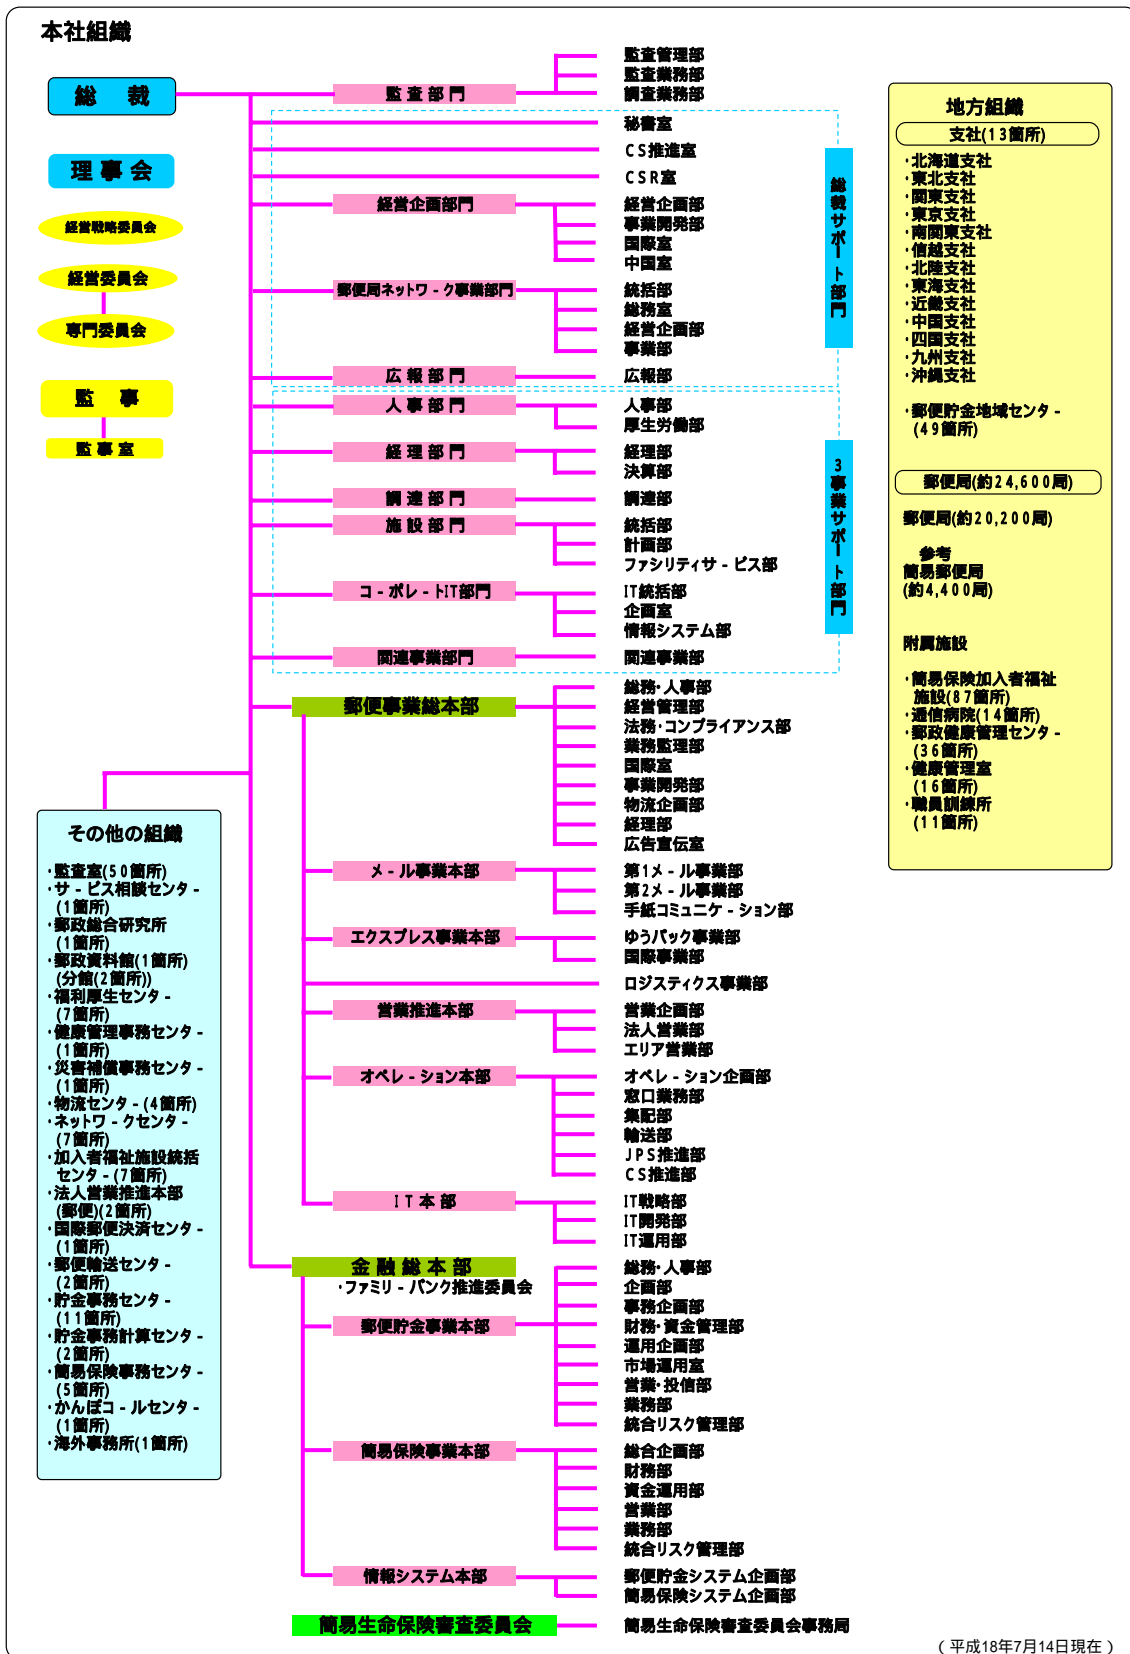 本社組織
総 裁
理 事 会
経営戦略委員会
経営委員会
専門委員会
監 事
監 事 室
監 査 部 門
監査管理部
監査業務部
調査業務部
秘書室
CS推進室
CSR室
経営企画部門
経営企画部
事業開発部
国際室
中国室
郵便局ネットワ-ク事業部門
統括部
総務室
経営企画部
事業部
広 報 部 門
広報部
総裁サポート部門
人 事 部 門
人事部
厚生労働部
経 理 部 門
経理部
決算部
調 達 部 門
調達部
施 設 部 門
統括部
計画部
ファシリティサ-ビス部
コ-ポレ-トIT部門
IT統括部
企画室
情報システム部
関連事業部門
関連事業部
3事業サポート部門
郵便事業総本部
総務・人事部
経営管理部
法務・コンプライアンス部
業務監理部
国際室
事業開発部
物流企画部
経理部
広告宣伝室
メ-ル事業本部
第1メ-ル事業部
第2メ-ル事業部
手紙コミュニケ-ション部
エクスプレス事業本部
ゆうパック事業部
国際事業部
ロジスティクス事業部
営業推進本部
営業企画部
法人営業部
エリア営業部
オペレ-ション本部
オペレ-ション企画部
窓口業務部
集配部
輸送部
JPS推進部
CS推進部
IT 本 部
IT戦略部
IT開発部
IT運用部
金 融 総 本 部
・ファミリ-バンク推進委員会
郵便貯金事業本部
総務・人事部
企画部
事務企画部
財務・資金管理部
運用企画部
市場運用室
営業・投信部
業務部
統合リスク管理部
簡易保険事業本部
総合企画部
財務部
資金運用部
営業部
業務部
統合リスク管理部
情報システム本部
郵便貯金システム企画部
簡易保険システム企画部
簡易生命保険審査委員会
簡易生命保険審査委員会事務局
その他の組織
・監査室(50箇所)
・サ-ビス相談センタ-
(1箇所)
・郵政総合研究所
(1箇所)
・郵政資料館(1箇所)
(分館(2箇所))
・福利厚生センタ-
(7箇所)
・健康管理事務センタ-
(1箇所)
・災害補償事務センタ-
(1箇所)
・物流センタ-(4箇所)
・ネットワ-クセンタ-
(7箇所)
・加入者福祉施設統括
センタ-(7箇所)
・法人営業推進本部
(郵便)(2箇所)
・国際郵便決済センタ-
(1箇所)
・郵便輸送センタ-
(2箇所)
・貯金事務センタ-
(11箇所)
・貯金事務計算センタ-
(2箇所)
・簡易保険事務センタ-
(5箇所)
・かんぽコ-ルセンタ-
(1箇所)
・海外事務所(1箇所)
地方組織
支社(13箇所)
・北海道支社
・東北支社
・関東支社
・東京支社
・南関東支社
・信越支社
・北陸支社
・東海支社
・近畿支社
・中国支社
・四国支社
・九州支社
・沖縄支社
・郵便貯金地域センタ-
(49箇所)
郵便局(約24,600局)
郵便局(約20,200局)
参考
簡易郵便局
(約4,400局)
附属施設
・簡易保険加入者福祉
施設(87箇所)
・逓信病院(14箇所)
・郵政健康管理センタ-
(36箇所)
・健康管理室
(16箇所)
・職員訓練所
(11箇所)
(平成18年7月14日現在)